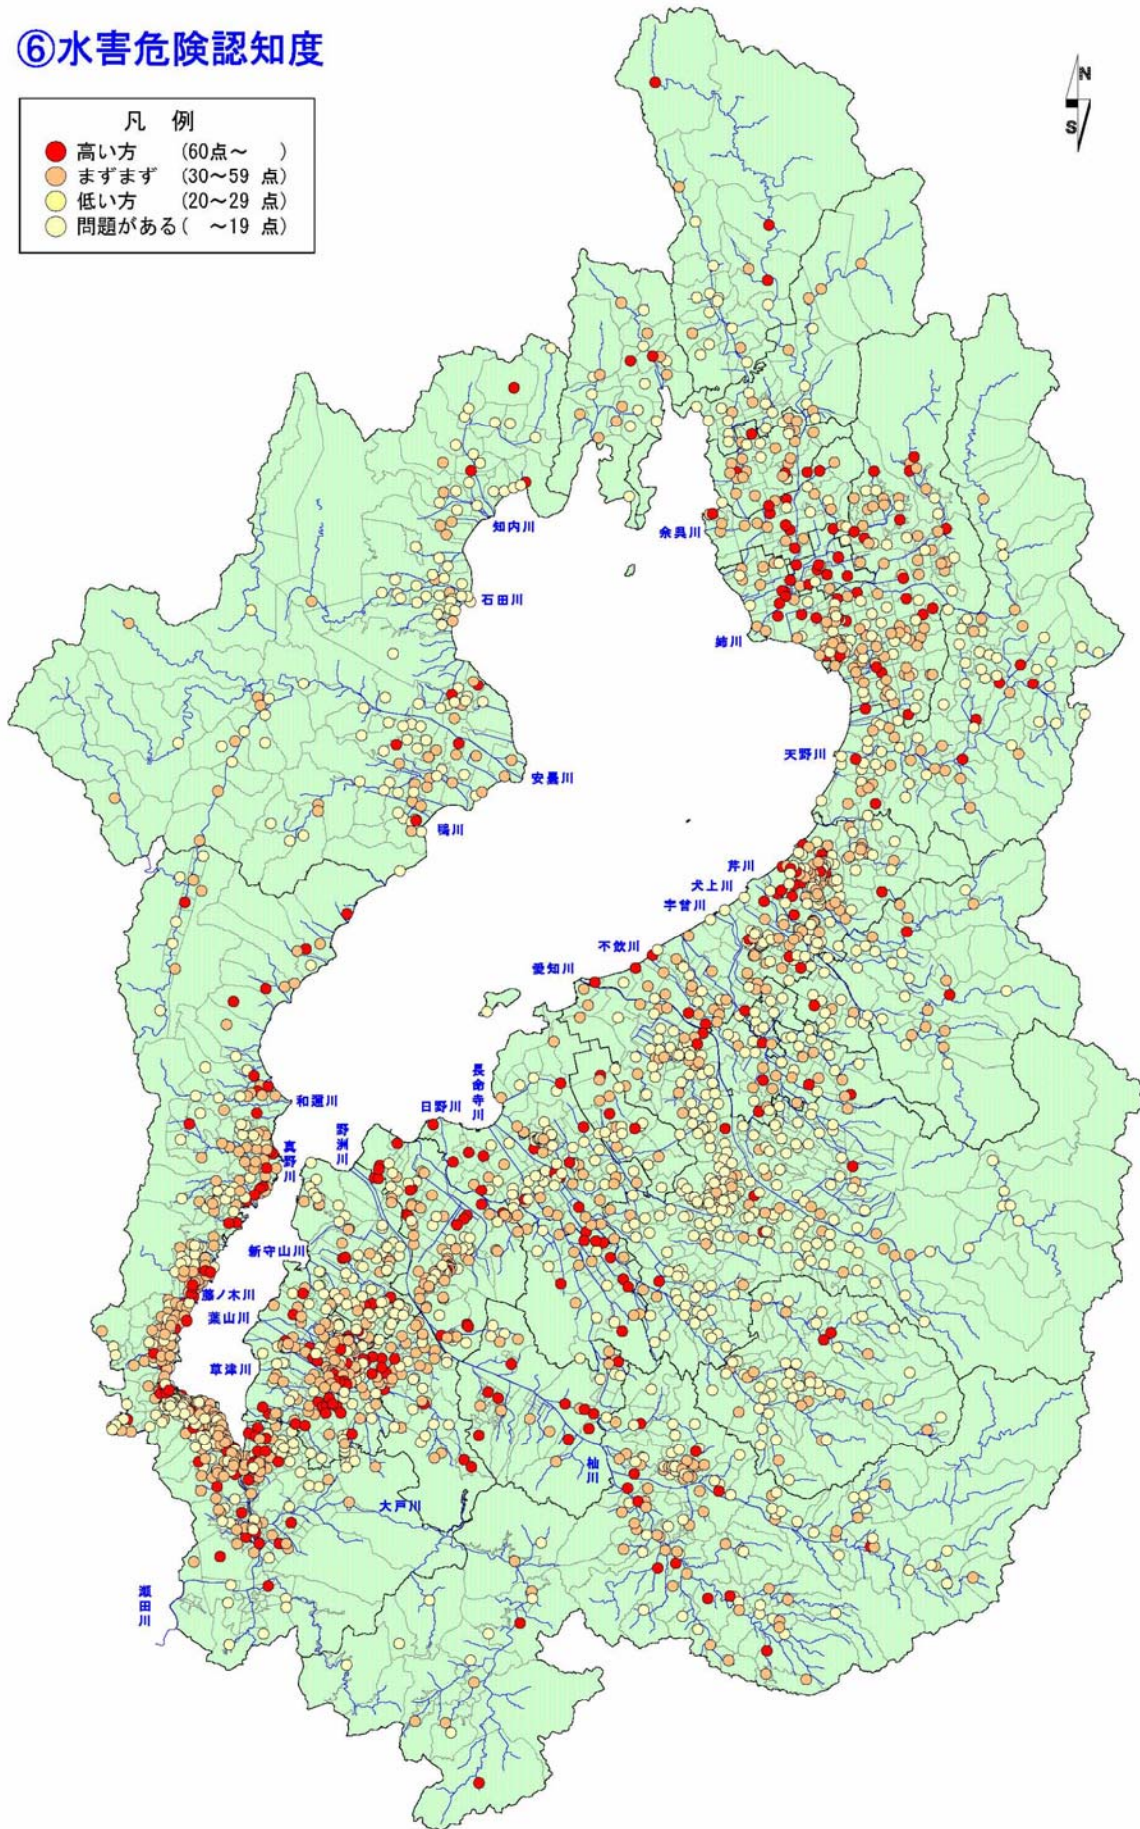 ⑥水害危険認知度
N
S
凡 例
高い方 (60点～ )
まずまず (30～59 点)
低い方 (20～29 点)
問題がある( ～19 点)
知内川
余呉川
石田川
姉川
天野川
安曇川
鴨川
芹川
犬上川
宇曽川
不飲川
愛知川
長命寺川
日野川
和邇川
野洲川
真野川
新守山川
藤ノ木川
葉山川
草津川
杣川
大戸川
瀬田川